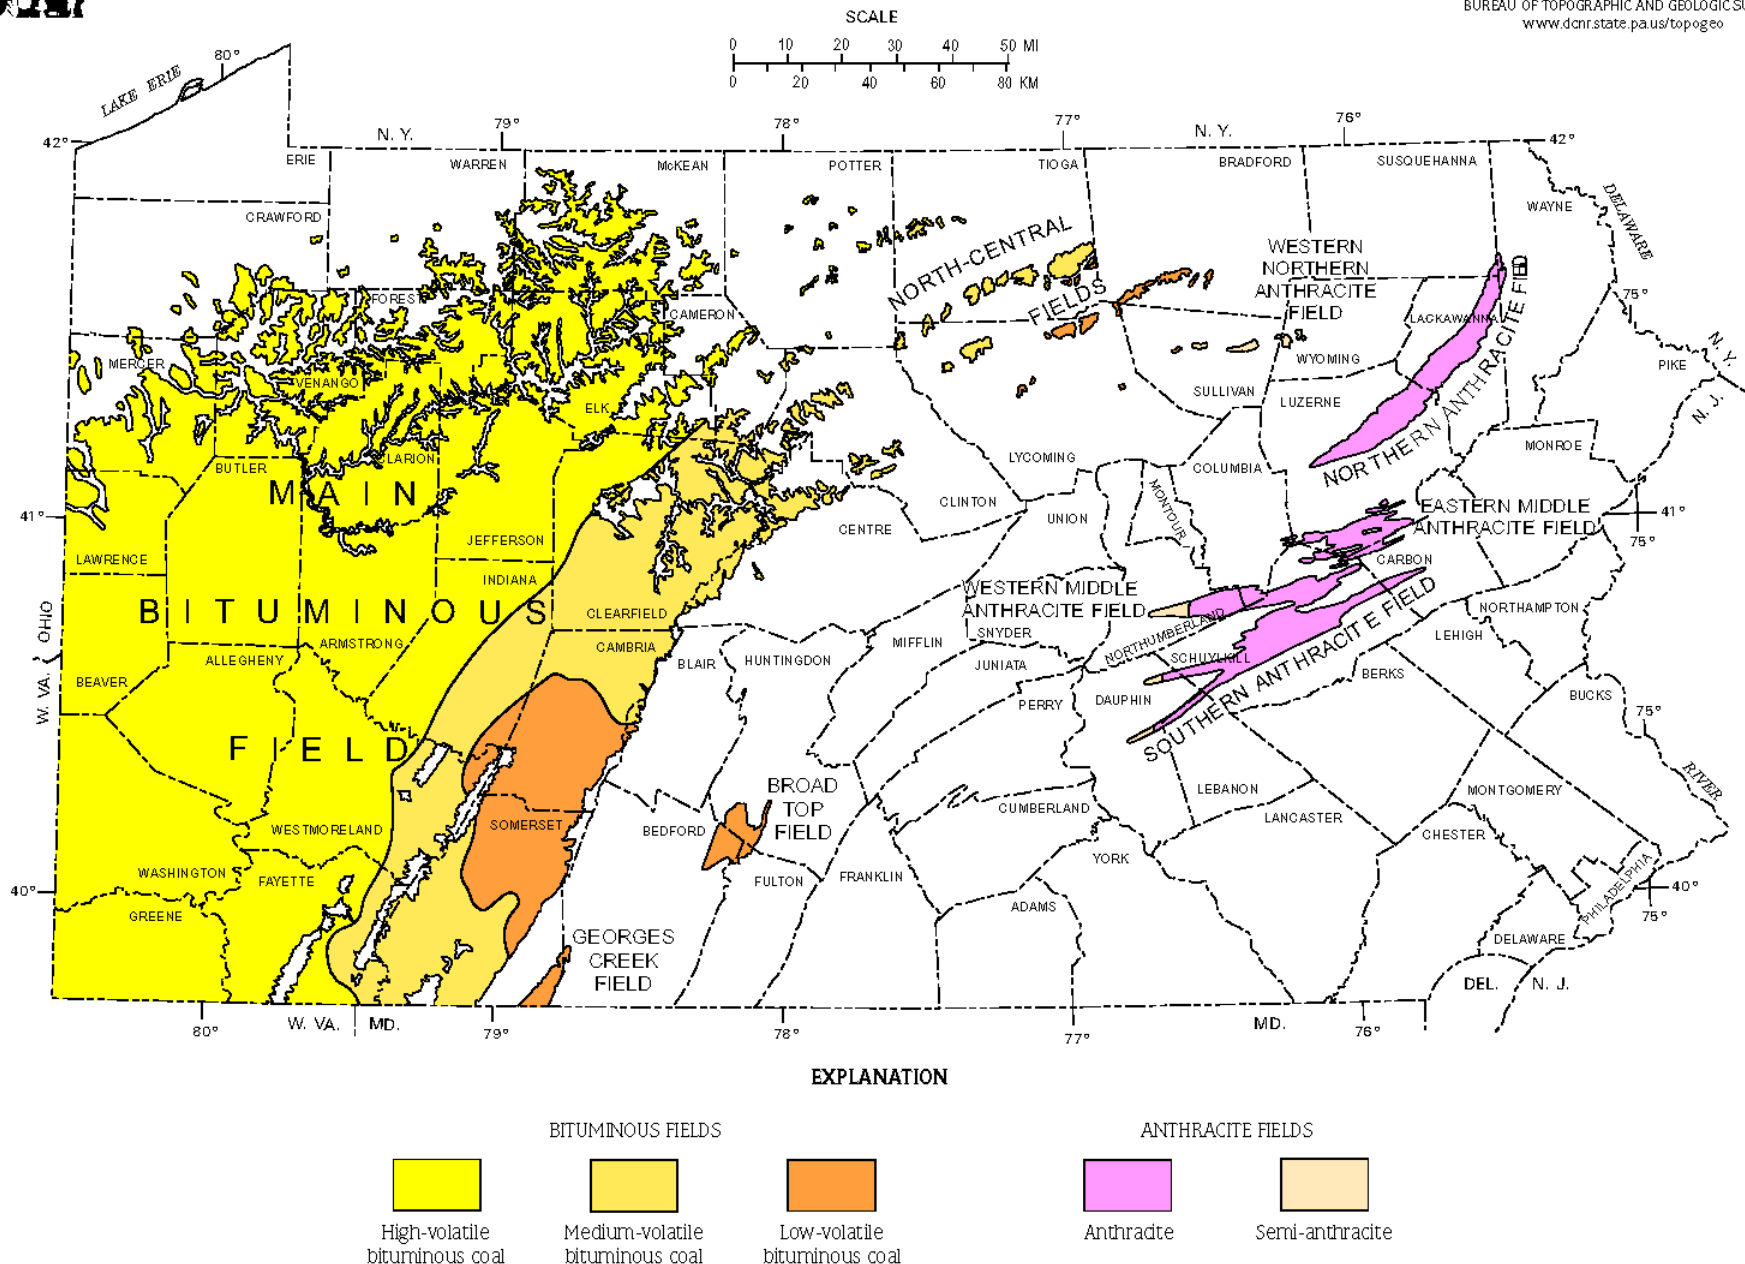 BUREAU OF TOPOGRAPHIC AND GEOLOGIC
www.dcnr.state.pa.us/topogeo
SCALE
0 10 20 30 40 50 MI
0 20 40 60 80 KM
LAKE ERIE
80°
79°
78°
77°
76°
42°
N. Y.
N. Y.
42°
ERIE
WARREN
McKEAN
POTTER
TIOGA
BRADFORD
SUSQUEHANNA
WAYNE
DELAWARE
CRAWFORD
NORTH-CENTRAL
FIELDS
WESTERN
NORTHERN
ANTHRACITE
FIELD
FOREST
CAMERON
LACKAWANNA
75°
MERCER
VENANGO
WYOMING
PIKE
N. Y.
N. J.
ELK
SULLIVAN
LUZERNE
NORTHERN ANTHRACITE FIELD
MONROE
BUTLER
CLARION
LYCOMING
COLUMBIA
MAIN
CLINTON
MONTOUR
UNION
CENTRE
EASTERN MIDDLE
ANTHRACITE FIELD
41°
41°
75°
JEFFERSON
LAWRENCE
INDIANA
CARBON
WESTERN MIDDLE
ANTHRACITE FIELD
BITUMINOUS
CLEARFIELD
NORTHUMBERLAND
NORTHAMPTON
OHIO
W. VA.
ARMSTRONG
CAMBRIA
MIFFLIN
SNYDER
LEHIGH
ALLEGHENY
BLAIR
HUNTINGDON
JUNIATA
SCHUYLKILL
BEAVER
PERRY
DAUPHIN
BERKS
BUCKS
SOUTHERN ANTHRACITE FIELD
75°
FIELD
RIVER
BROAD
TOP
FIELD
LEBANON
MONTGOMERY
WESTMORELAND
SOMERSET
BEDFORD
CUMBERLAND
LANCASTER
CHESTER
YORK
WASHINGTON
FAYETTE
FULTON
FRANKLIN
PHILADELPHIA
40°
40°
75°
GREENE
ADAMS
DELAWARE
GEORGES
CREEK
FIELD
DEL.
N. J.
80°
W. VA.
MD.
79°
78°
77°
MD.
76°
EXPLANATION
BITUMINOUS FIELDS
ANTHRACITE FIELDS
High-volatile
bituminous coal
Medium-volatile
bituminous coal
Low-volatile
bituminous coal
Anthracite
Semi-anthracite